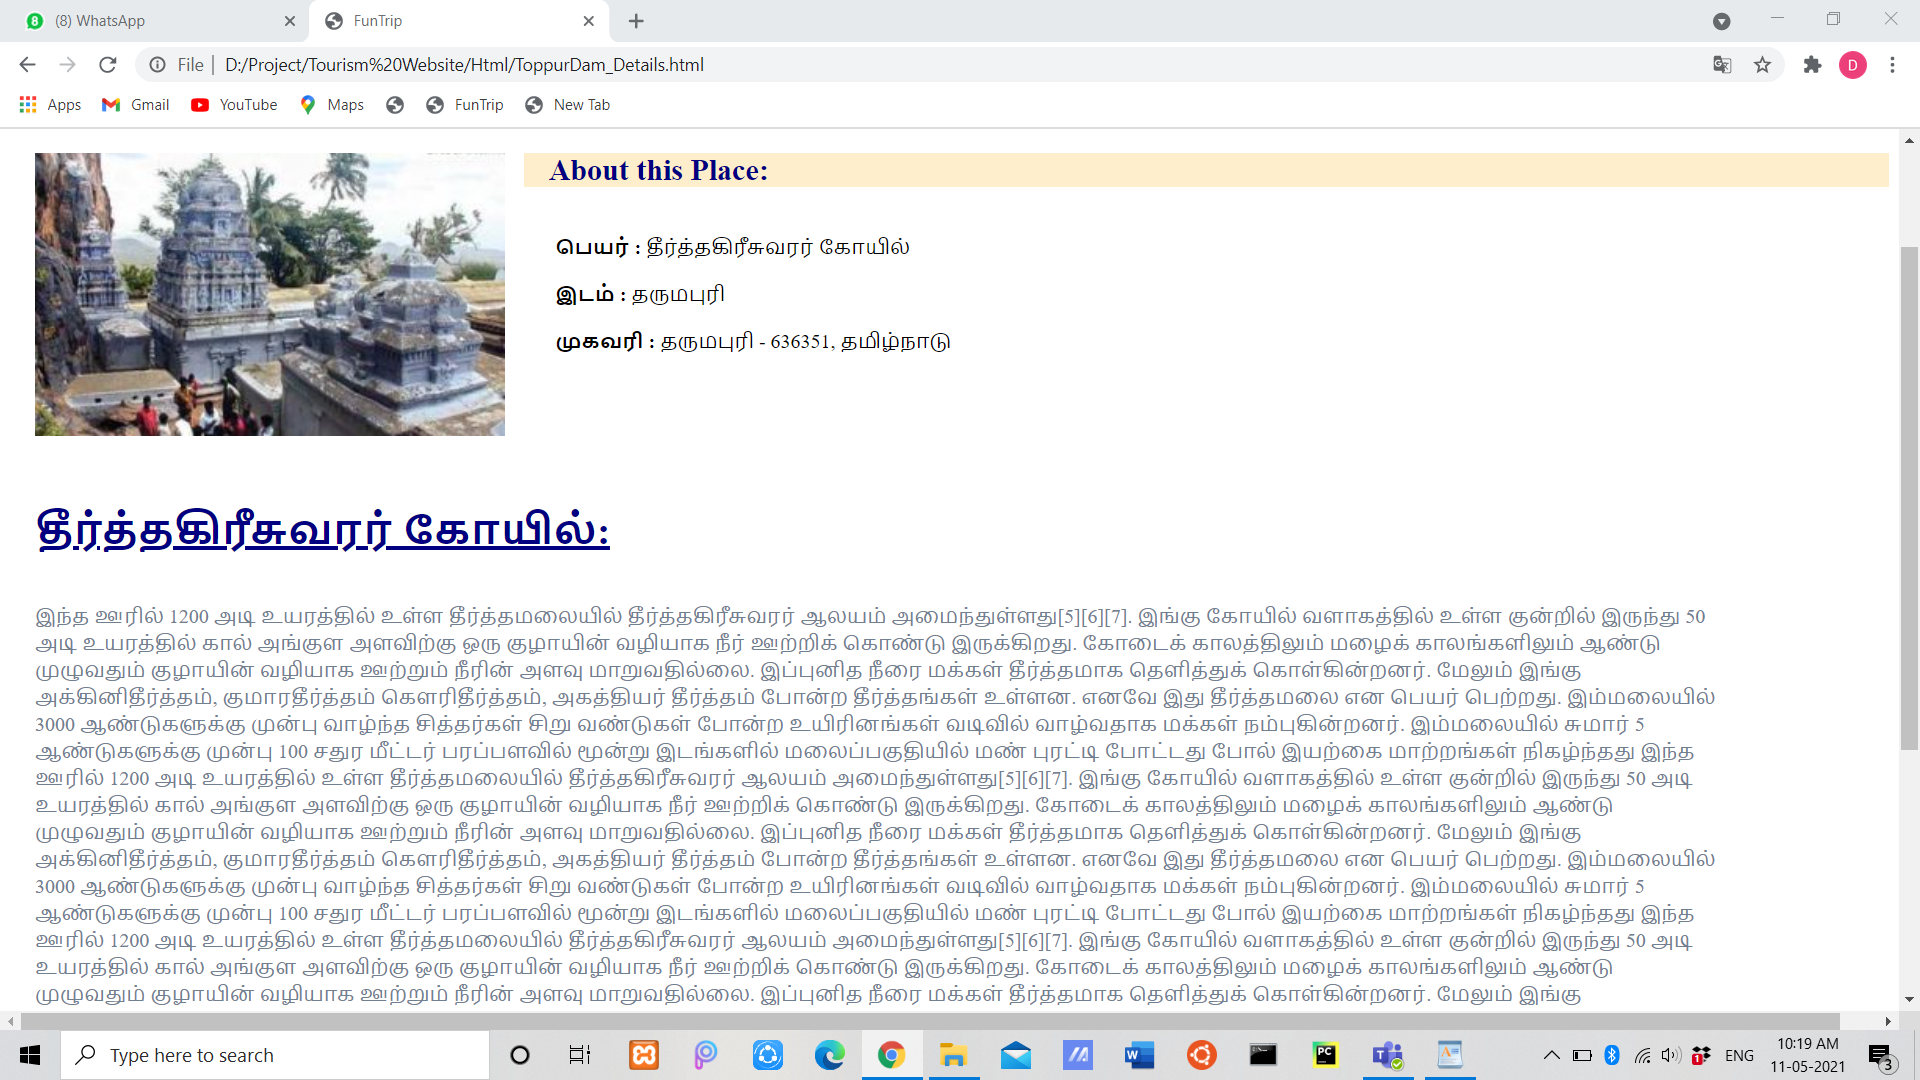 (8) WhatsApp
FunTrip
File | D:/Project/Tourism%20Website/Html/ToppurDam_Details.html
D
Apps Gmail YouTube Maps FunTrip New Tab
About this Place:
பெயர் : தீர்த்தகிரீசுவரர் கோயில்
இடம் : தருமபுரி
முகவரி : தருமபுரி - 636351, தமிழ்நாடு
தீர்த்தகிரீசுவரர் கோயில்:
இந்த ஊரில் 1200 அடி உயரத்தில் உள்ள தீர்த்தமலையில் தீர்த்தகிரீசுவரர் ஆலயம் அமைந்துள்ளது[5][6][7]. இங்கு கோயில் வளாகத்தில் உள்ள குன்றில் இருந்து 50
அடி உயரத்தில் கால் அங்குள அளவிற்கு ஒரு குழாயின் வழியாக நீர் ஊற்றிக் கொண்டு இருக்கிறது. கோடைக் காலத்திலும் மழைக் காலங்களிலும் ஆண்டு
முழுவதும் குழாயின் வழியாக ஊற்றும் நீரின் அளவு மாறுவதில்லை. இப்புனித நீரை மக்கள் தீர்த்தமாக தெளித்துக் கொள்கின்றனர். மேலும் இங்கு
அக்கினிதீர்த்தம், குமாரதீர்த்தம் கௌரிதீர்த்தம், அகத்தியர் தீர்த்தம் போன்ற தீர்த்தங்கள் உள்ளன. எனவே இது தீர்த்தமலை என பெயர் பெற்றது. இம்மலையில்
3000 ஆண்டுகளுக்கு முன்பு வாழ்ந்த சித்தர்கள் சிறு வண்டுகள் போன்ற உயிரினங்கள் வடிவில் வாழ்வதாக மக்கள் நம்புகின்றனர். இம்மலையில் சுமார் 5
ஆண்டுகளுக்கு முன்பு 100 சதுர மீட்டர் பரப்பளவில் மூன்று இடங்களில் மலைப்பகுதியில் மண் புரட்டி போட்டது போல் இயற்கை மாற்றங்கள் நிகழ்ந்தது இந்த
ஊரில் 1200 அடி உயரத்தில் உள்ள தீர்த்தமலையில் தீர்த்தகிரீசுவரர் ஆலயம் அமைந்துள்ளது[5][6][7]. இங்கு கோயில் வளாகத்தில் உள்ள குன்றில் இருந்து 50 அடி
உயரத்தில் கால் அங்குள அளவிற்கு ஒரு குழாயின் வழியாக நீர் ஊற்றிக் கொண்டு இருக்கிறது. கோடைக் காலத்திலும் மழைக் காலங்களிலும் ஆண்டு
முழுவதும் குழாயின் வழியாக ஊற்றும் நீரின் அளவு மாறுவதில்லை. இப்புனித நீரை மக்கள் தீர்த்தமாக தெளித்துக் கொள்கின்றனர். மேலும் இங்கு
அக்கினிதீர்த்தம், குமாரதீர்த்தம் கௌரிதீர்த்தம், அகத்தியர் தீர்த்தம் போன்ற தீர்த்தங்கள் உள்ளன. எனவே இது தீர்த்தமலை என பெயர் பெற்றது. இம்மலையில்
3000 ஆண்டுகளுக்கு முன்பு வாழ்ந்த சித்தர்கள் சிறு வண்டுகள் போன்ற உயிரினங்கள் வடிவில் வாழ்வதாக மக்கள் நம்புகின்றனர். இம்மலையில் சுமார் 5
ஆண்டுகளுக்கு முன்பு 100 சதுர மீட்டர் பரப்பளவில் மூன்று இடங்களில் மலைப்பகுதியில் மண் புரட்டி போட்டது போல் இயற்கை மாற்றங்கள் நிகழ்ந்தது இந்த
ஊரில் 1200 அடி உயரத்தில் உள்ள தீர்த்தமலையில் தீர்த்தகிரீசுவரர் ஆலயம் அமைந்துள்ளது[5][6][7]. இங்கு கோயில் வளாகத்தில் உள்ள குன்றில் இருந்து 50 அடி
உயரத்தில் கால் அங்குள அளவிற்கு ஒரு குழாயின் வழியாக நீர் ஊற்றிக் கொண்டு இருக்கிறது. கோடைக் காலத்திலும் மழைக் காலங்களிலும் ஆண்டு
முழுவதும் குழாயின் வழியாக ஊற்றும் நீரின் அளவு மாறுவதில்லை. இப்புனித நீரை மக்கள் தீர்த்தமாக தெளித்துக் கொள்கின்றனர். மேலும் இங்கு
Type here to search
ENG
10:19 AM
11-05-2021
3